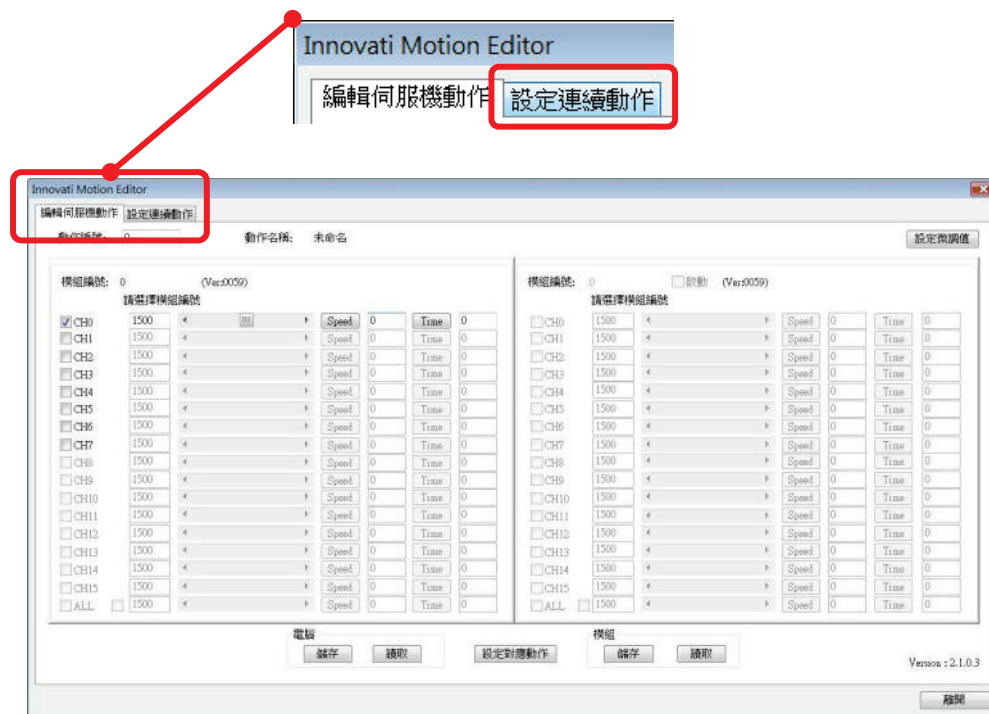 Innovati Motion Editor
編輯伺服機動作 設定連續動作
Innovati Motion Editor
編輯伺服機動作 設定連續動作
動作編號: 0 動作名稱: 未命名 設定微調值
模組編號: 0 (Ver:0059) 模組編號: 0 啟動 (Ver:0059)
請選擇模組編號 請選擇模組編號
CH0 1500 Speed 0 Time 0 CH0 1500 Speed 0 Time 0
CH1 1500 Speed 0 Time 0 CH1 1500 Speed 0 Time 0
CH2 1500 Speed 0 Time 0 CH2 1500 Speed 0 Time 0
CH3 1500 Speed 0 Time 0 CH3 1500 Speed 0 Time 0
CH4 1500 Speed 0 Time 0 CH4 1500 Speed 0 Time 0
CH5 1500 Speed 0 Time 0 CH5 1500 Speed 0 Time 0
CH6 1500 Speed 0 Time 0 CH6 1500 Speed 0 Time 0
CH7 1500 Speed 0 Time 0 CH7 1500 Speed 0 Time 0
CH8 1500 Speed 0 Time 0 CH8 1500 Speed 0 Time 0
CH9 1500 Speed 0 Time 0 CH9 1500 Speed 0 Time 0
CH10 1500 Speed 0 Time 0 CH10 1500 Speed 0 Time 0
CH11 1500 Speed 0 Time 0 CH11 1500 Speed 0 Time 0
CH12 1500 Speed 0 Time 0 CH12 1500 Speed 0 Time 0
CH13 1500 Speed 0 Time 0 CH13 1500 Speed 0 Time 0
CH14 1500 Speed 0 Time 0 CH14 1500 Speed 0 Time 0
CH15 1500 Speed 0 Time 0 CH15 1500 Speed 0 Time 0
ALL 1500 Speed 0 Time 0 ALL 1500 Speed 0 Time 0
電腦 模組
儲存 讀取 設定對應動作 儲存 讀取
Version : 2.1.0.3
離開